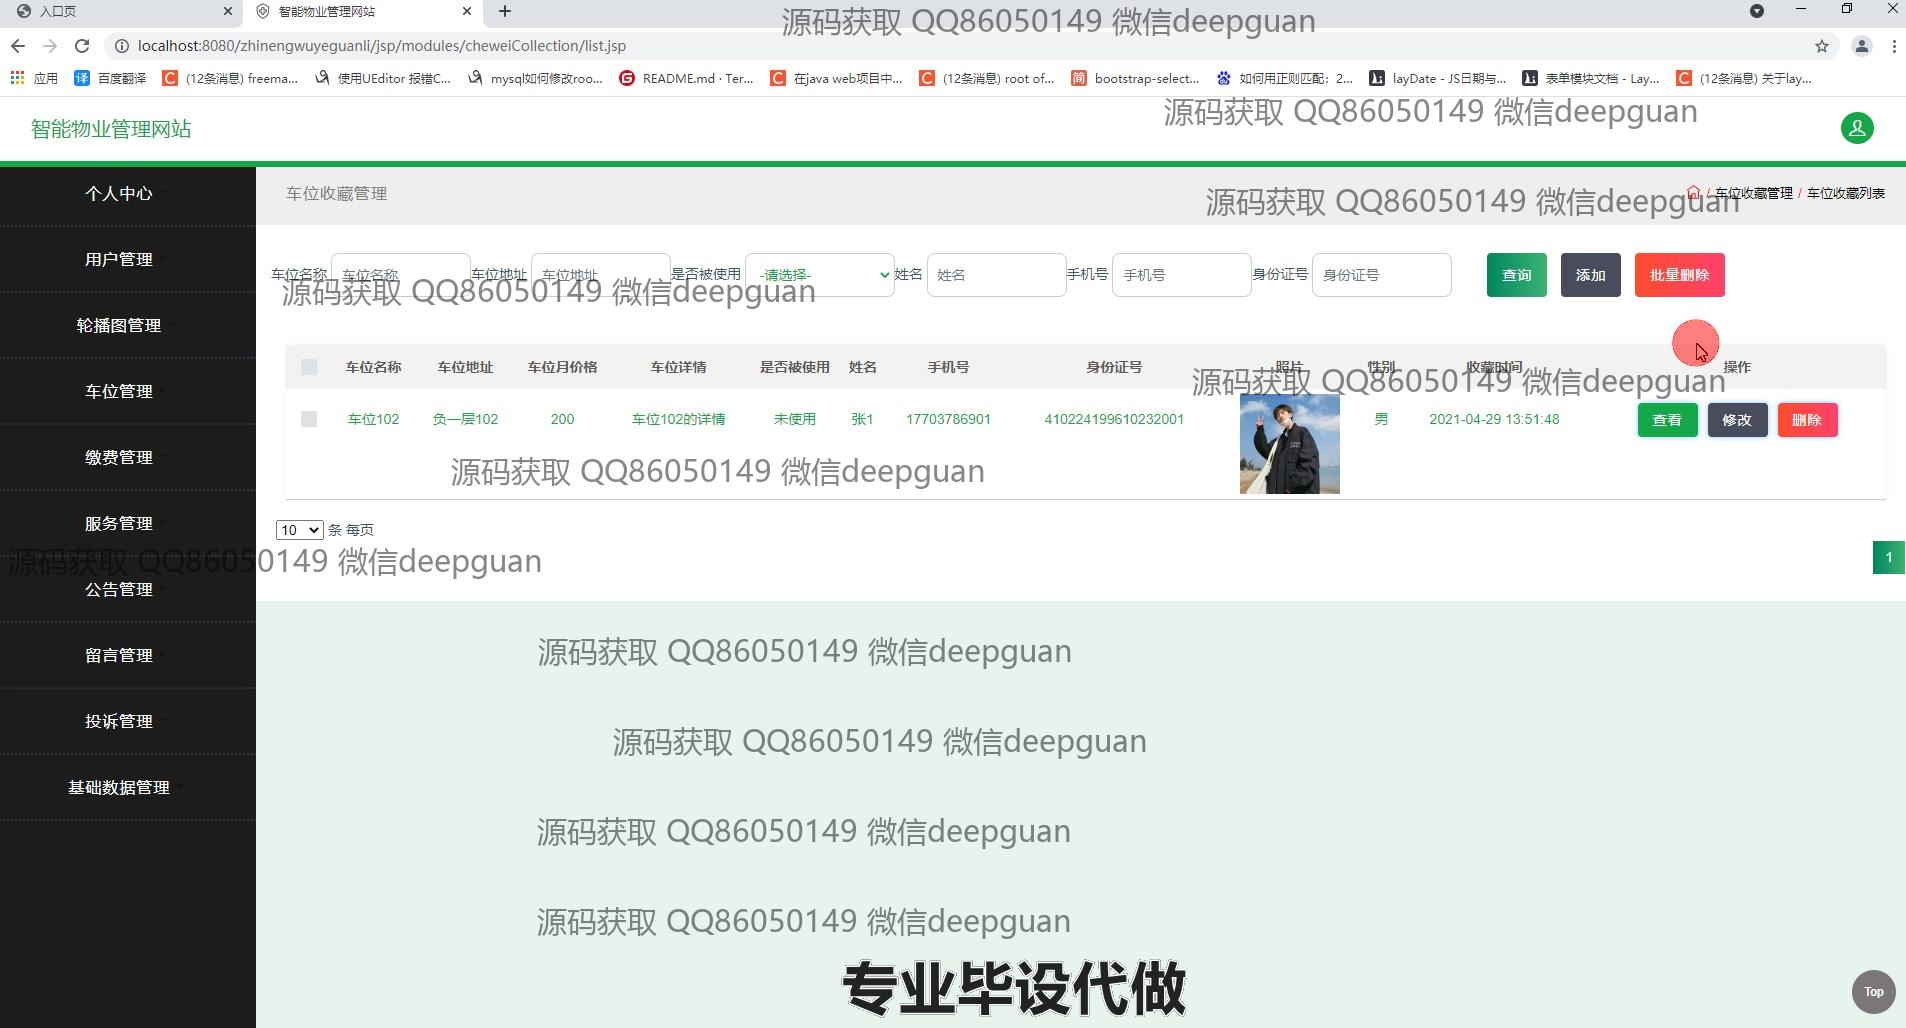 入口页
智能物业管理网站
源码获取 QQ86050149 微信deepguan
localhost:8080/zhinengwuyeguanli/jsp/modules/cheweiCollection/list.jsp
应用
百度翻译
(12条消息) freema...
使用UEditor 报错C...
mysql如何修改roo...
README.md · Ter...
在java web项目中...
(12条消息) root of...
bootstrap-select...
如何用正则匹配：2...
layDate - JS日期与...
表单模块文档 - Lay...
(12条消息) 关于lay...
源码获取 QQ86050149 微信deepguan
智能物业管理网站
个人中心
用户管理
轮播图管理
车位管理
缴费管理
服务管理
公告管理
留言管理
投诉管理
基础数据管理
车位收藏管理
源码获取 QQ86050149 微信deepguan
/ 车位收藏管理 / 车位收藏列表
车位名称 车位名称 车位地址 车位地址 是否被使用 -请选择- 姓名 姓名 手机号 手机号 身份证号 身份证号 查询 添加 批量删除
源码获取 QQ86050149 微信deepguan
车位名称 车位地址 车位月价格 车位详情 是否被使用 姓名 手机号 身份证号 照片 性别 收藏时间 操作
源码获取 QQ86050149 微信deepguan
车位102 负一层102 200 车位102的详情 未使用 张1 17703786901 410224199610232001 男 2021-04-29 13:51:48 查看 修改 删除
源码获取 QQ86050149 微信deepguan
10 条 每页
源码获取 QQ86050149 微信deepguan
1
源码获取 QQ86050149 微信deepguan
源码获取 QQ86050149 微信deepguan
源码获取 QQ86050149 微信deepguan
源码获取 QQ86050149 微信deepguan
专业毕设代做
Top